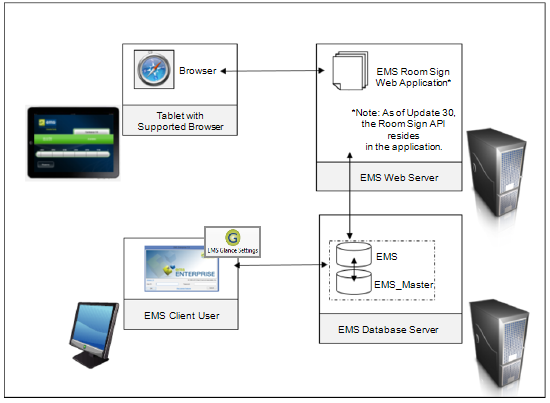 Browser
Tablet with
Supported Browser
EMS Room Sign
Web Application*
*Note: As of Update 30,
the Room Sign API
resides
in the application.
EMS Web Server
G
EMS Glance Settings
ENTERPRISE
EMS Client User
EMS
EMS_Master
EMS Database Server